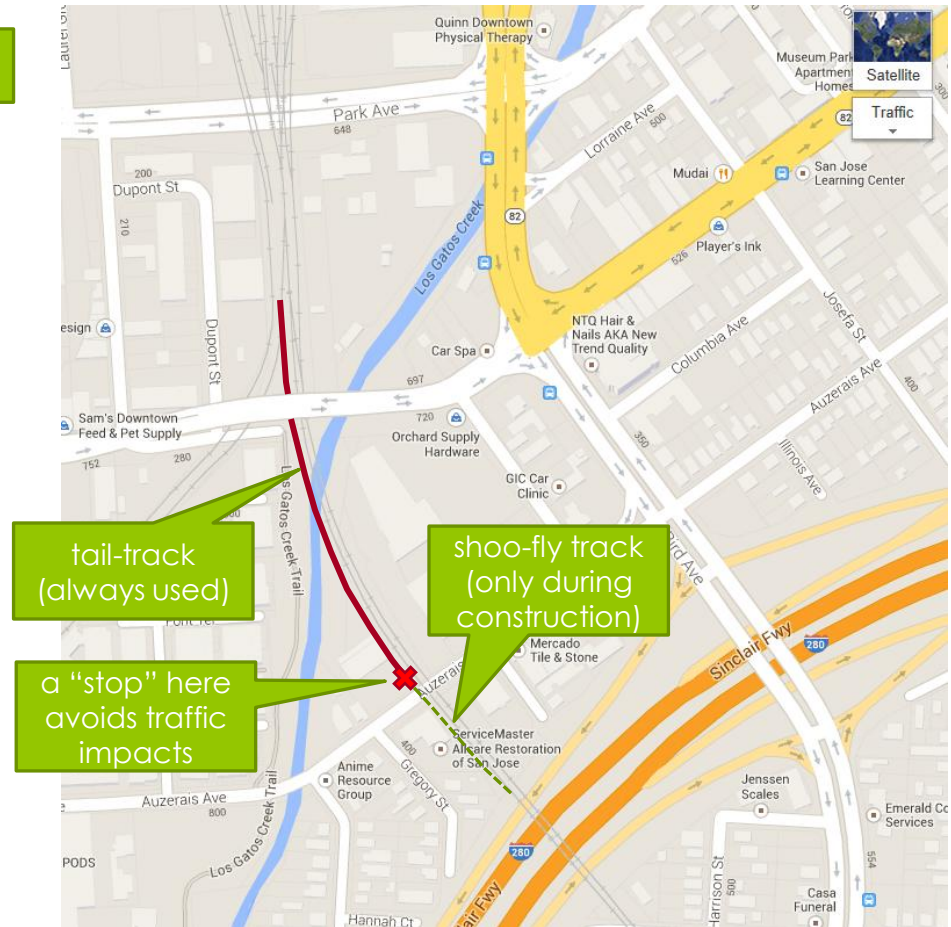 Quinn Downtown
Physical Therapy
Museum Park
Apartment
Homes
Satellite
Traffic
300
82
Park Ave
648
Lorraine Ave
500
200
Dupont St
210
Mudai
San Jose
Learning Center
82
Player's Ink
526
Los Gatos Creek
esign
Dupont St
NTQ Hair &
Nails AKA New
Trend Quality
Car Spa
Josefa St
Columbia Ave
697
Auzerais Ave
400
Sam's Downtown
Feed & Pet Supply
720
Orchard Supply
Hardware
350
752
280
Illinois Ave
GIC Car
Clinic
Los Gatos Creek Trail
tail-track
(always used)
shoo-fly track
(only during
construction)
Bird Ave
Sinclair Fwy
280
Mercado
Tile & Stone
a “stop” here
avoids traffic
impacts
Auzerais
ServiceMaster
Allcare Restoration
of San Jose
400
Gregory St
Anime
Resource
Group
Auzerais Ave
800
Jenssen
Scales
Emerald Co
Services
Los Gatos Creek Trail
280
PODS
Harrison St
500
554
Casa
Funeral
Hannah Ct
lair Fwy